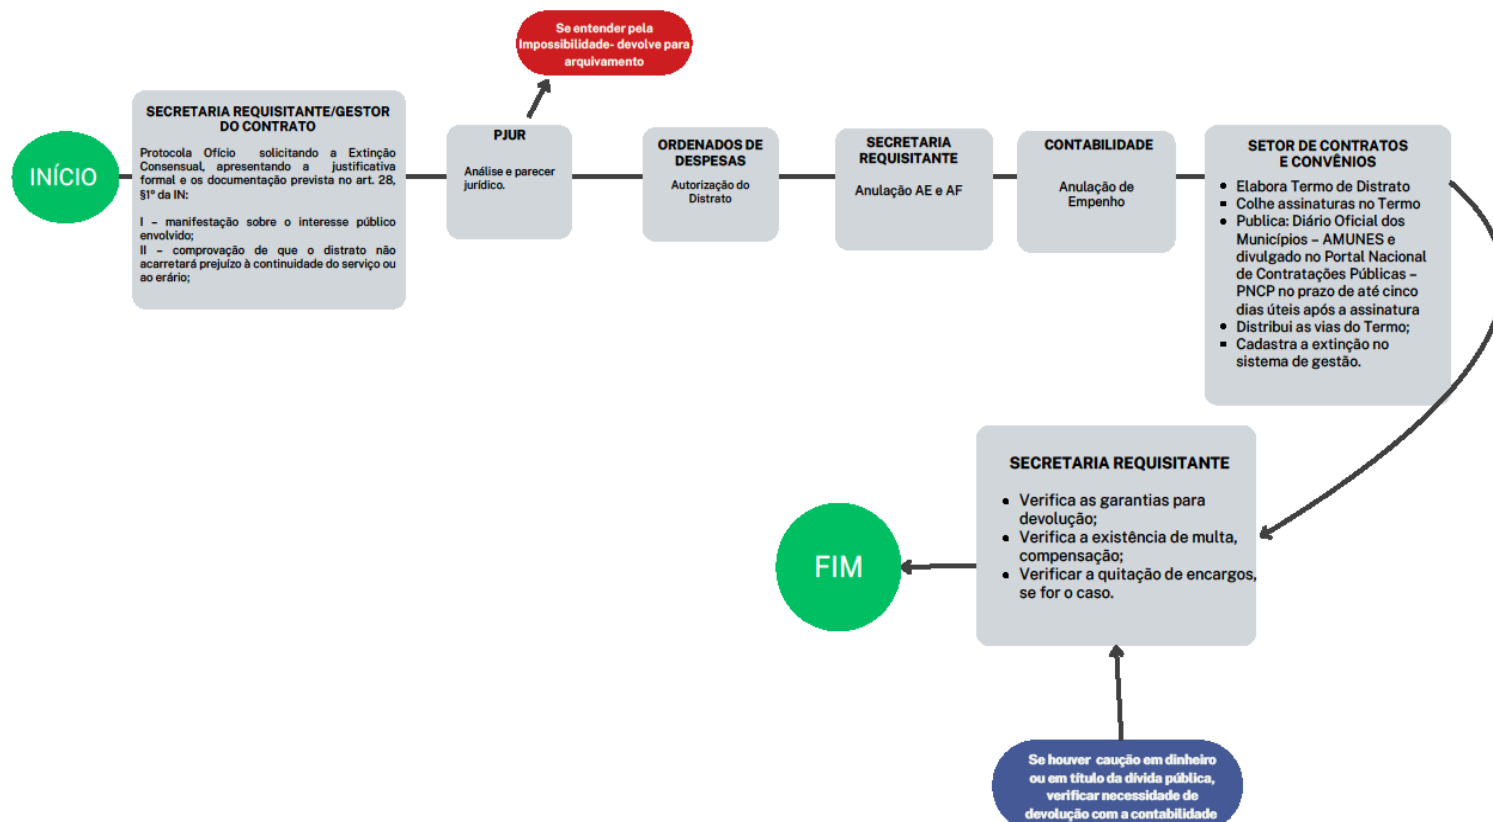 Se entender pela
Impossibilidade- devolve para
arquivamento
INÍCIO
SECRETARIA REQUISITANTE/GESTOR
DO CONTRATO
Protocola Ofício solicitando a Extinção
Consensual, apresentando a justificativa
formal e os documentação prevista no art. 28,
§1º da IN:
I – manifestação sobre o interesse público
envolvido;
II – comprovação de que o distrato não
acarretará prejuízo à continuidade do serviço ou
ao erário;
PJUR
Análise e parecer
jurídico.
ORDENADOS DE
DESPESAS
Autorização do
Distrato
SECRETARIA
REQUISITANTE
Anulação AE e AF
CONTABILIDADE
Anulação de
Empenho
SETOR DE CONTRATOS
E CONVÊNIOS
• Elabora Termo de Distrato
• Colhe assinaturas no Termo
• Publica: Diário Oficial dos
Municípios – AMUNES e
divulgado no Portal Nacional
de Contratações Públicas –
PNCP no prazo de até cinco
dias úteis após a assinatura
• Distribui as vias do Termo;
• Cadastra a extinção no
sistema de gestão.
SECRETARIA REQUISITANTE
• Verifica as garantias para
devolução;
• Verifica a existência de multa,
compensação;
• Verificar a quitação de encargos,
se for o caso.
FIM
Se houver caução em dinheiro
ou em título da dívida pública,
verificar necessidade de
devolução com a contabilidade